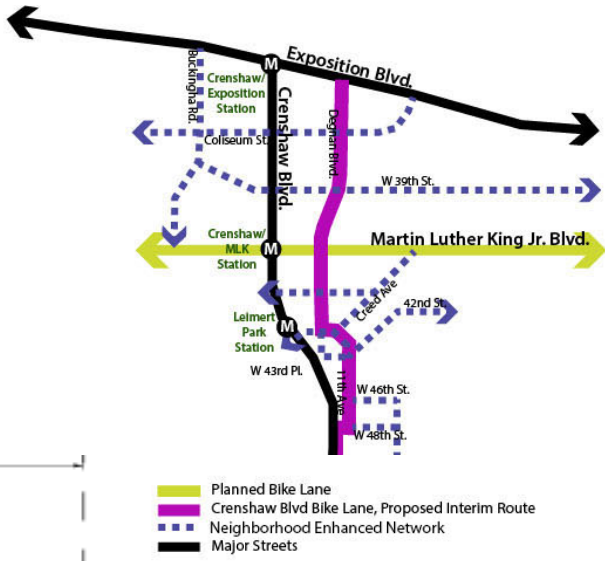 Exposition Blvd.
M
Buckingha Rd.
Crenshaw/
Exposition
Station
Crenshaw Blvd.
Degnan Blvd.
Coliseum St.
W 39th St.
Crenshaw/
MLK
Station
M
Martin Luther King Jr. Blvd.
Creed Ave
42nd St.
Leimert
Park
Station
M
W 43rd Pl.
11th Ave
W 46th St.
W 48th St.
Planned Bike Lane
Crenshaw Blvd Bike Lane, Proposed Interim Route
Neighborhood Enhanced Network
Major Streets